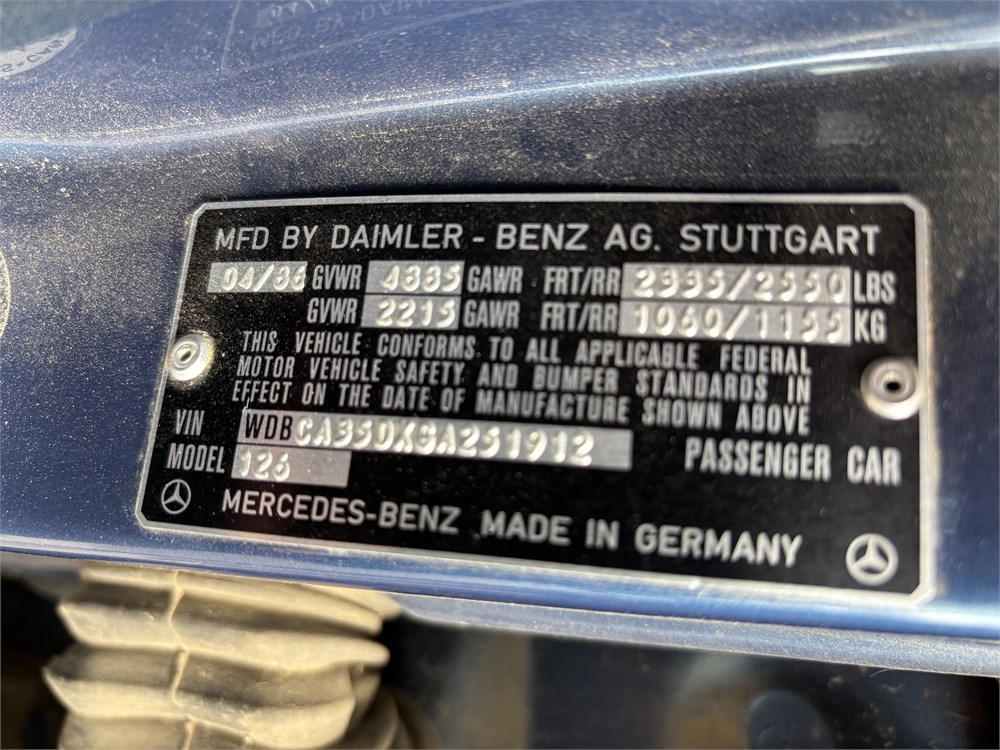 MFD BY DAIMLER - BENZ AG. STUTTGART
04/86 GVWR 4885 GAWR FRT/RR 2335/2550 LBS
GVWR 2215 GAWR FRT/RR 1060/1155 KG
THIS VEHICLE CONFORMS TO ALL APPLICABLE FEDERAL
MOTOR VEHICLE SAFETY AND BUMPER STANDARDS IN
EFFECT ON THE DATE OF MANUFACTURE SHOWN ABOVE
VIN WDBCA35DXGA251912 PASSENGER CAR
MODEL 126
MERCEDES-BENZ MADE IN GERMANY